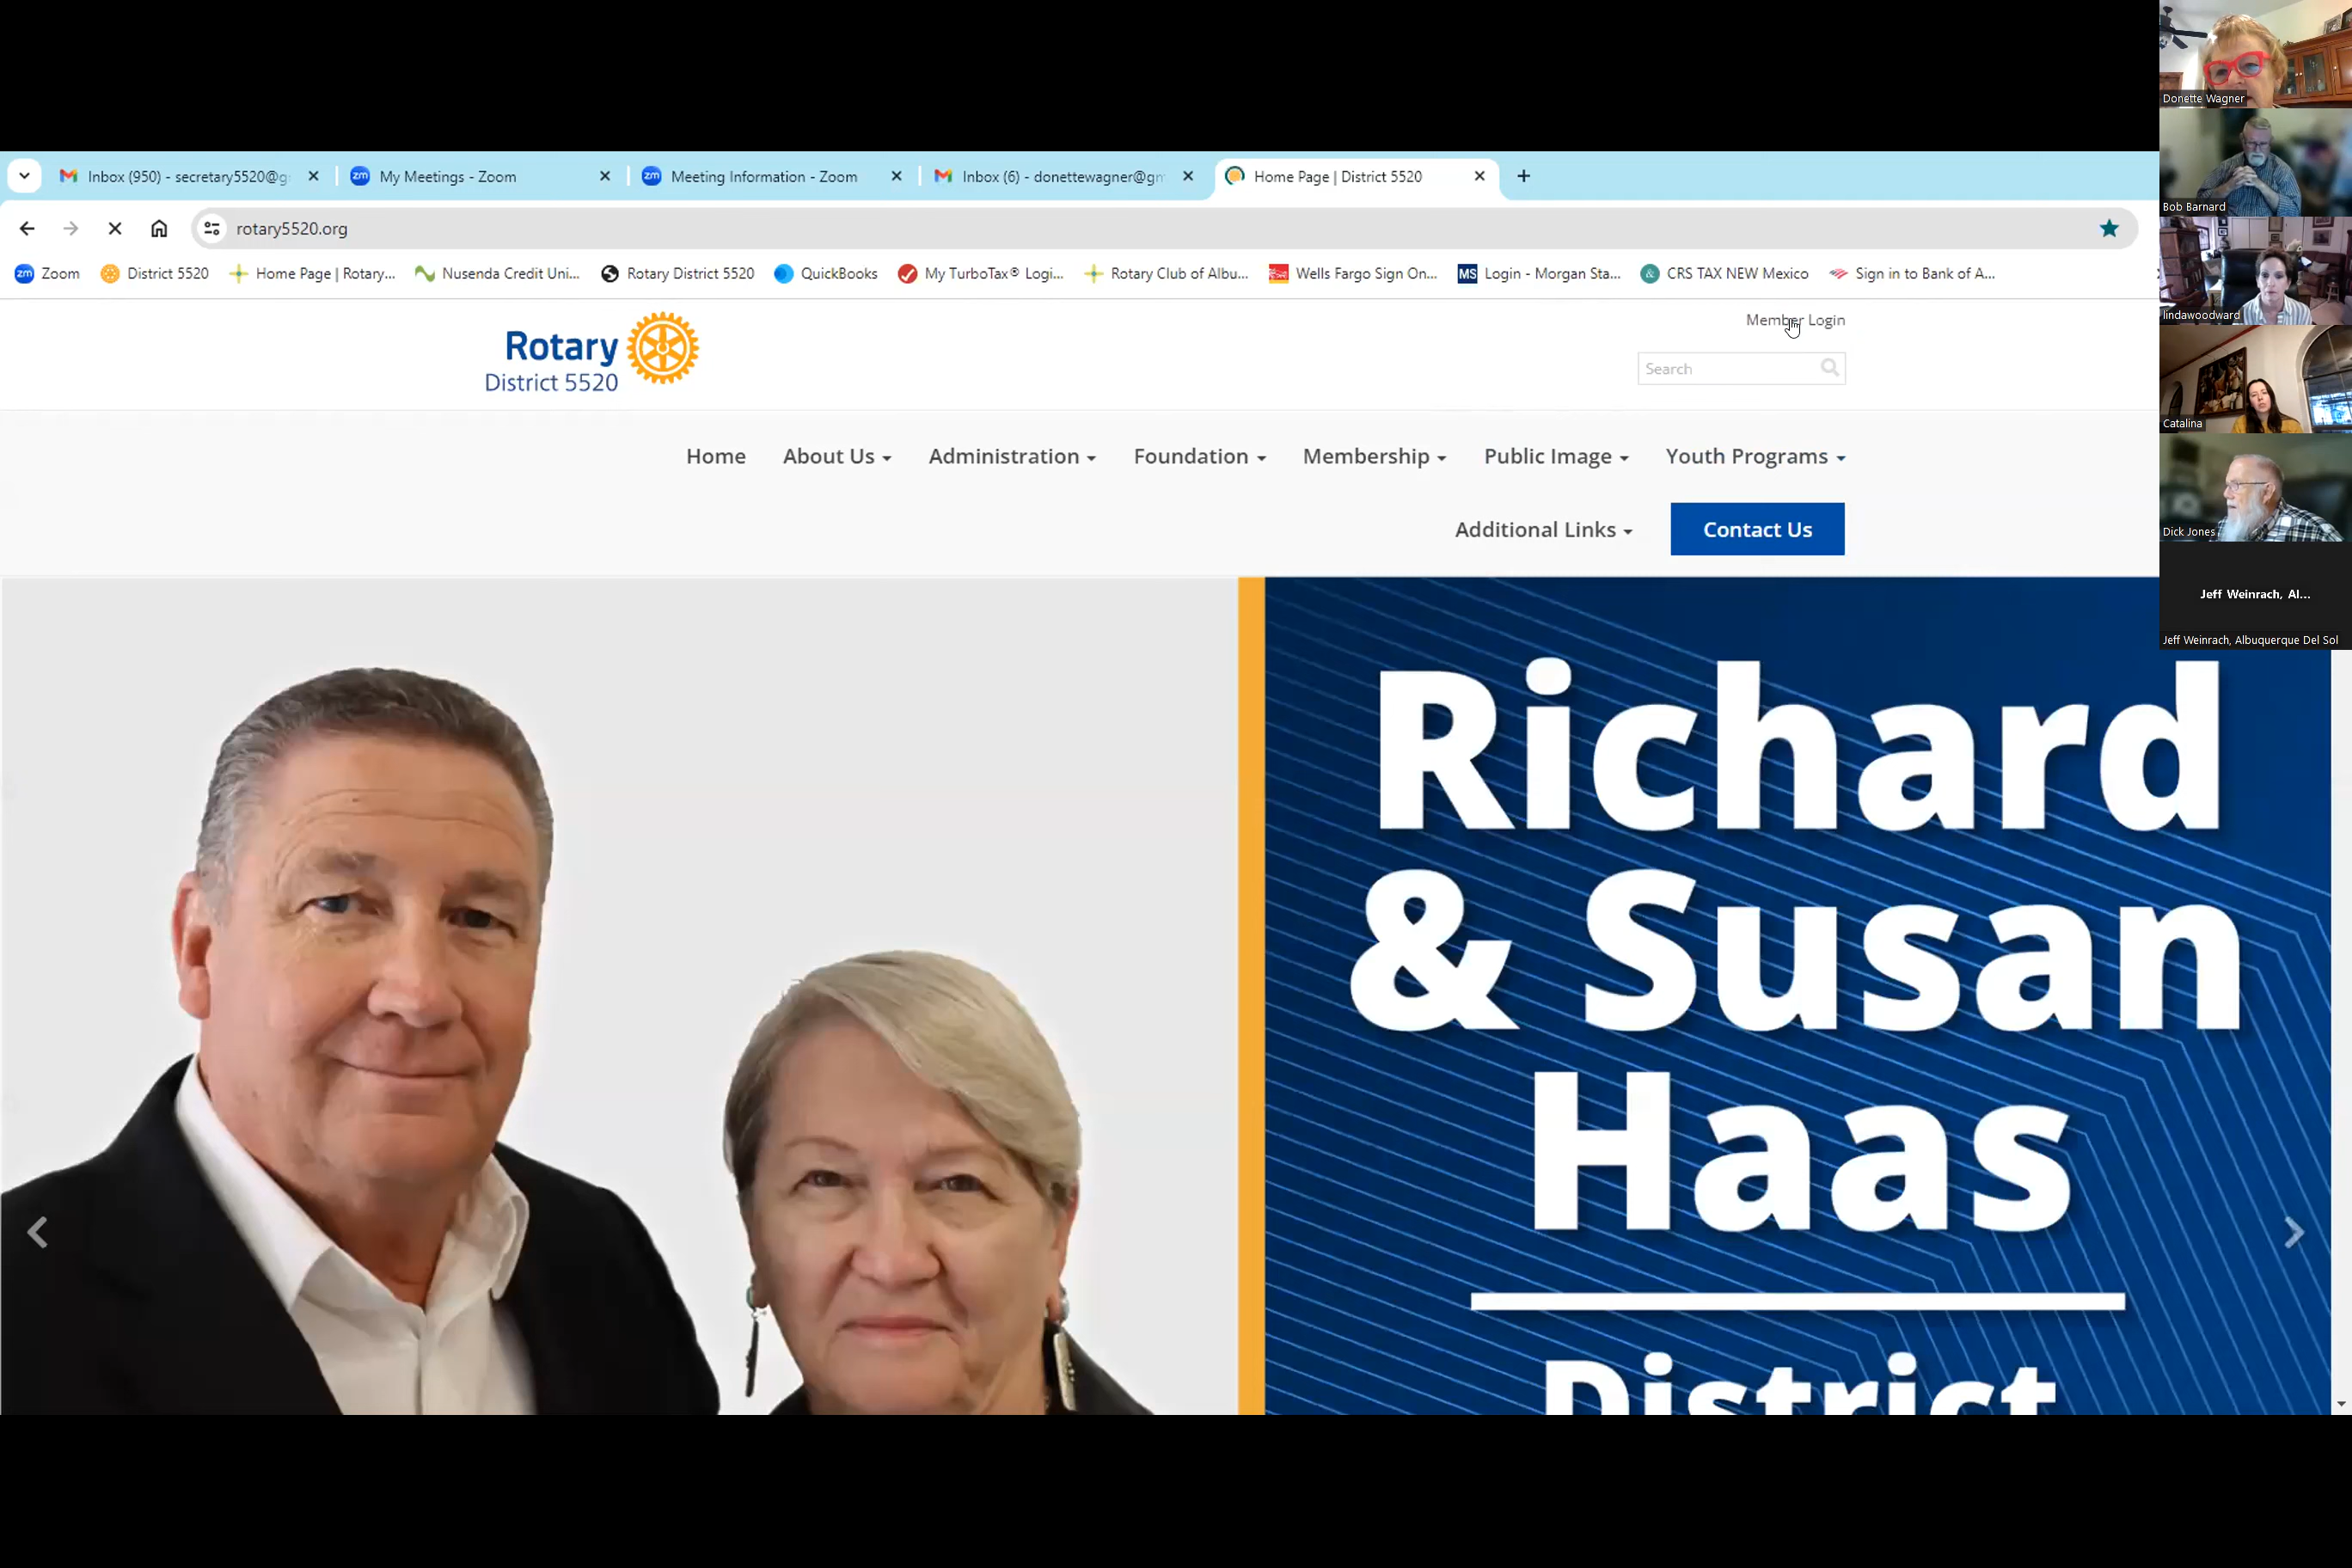 Inbox (950) - secretary5520@g
My Meetings - Zoom
Meeting Information - Zoom
Inbox (6) - donettewagner@gm
Home Page | District 5520
rotary5520.org
zm Zoom
District 5520
Home Page | Rotary...
Nusenda Credit Uni...
Rotary District 5520
QuickBooks
My TurboTax® Logi...
Rotary Club of Albu...
Wells Fargo Sign On...
MS Login - Morgan Sta...
CRS TAX NEW Mexico
Sign in to Bank of A...
Rotary
District 5520
Member Login
Search
Home
About Us
Administration
Foundation
Membership
Public Image
Youth Programs
Additional Links
Contact Us
Richard
& Susan
Haas
District
Donette Wagner
Bob Barnard
lindawoodward
Catalina
Dick Jones
Jeff Weinrach, Al...
Jeff Weinrach, Albuquerque Del Sol